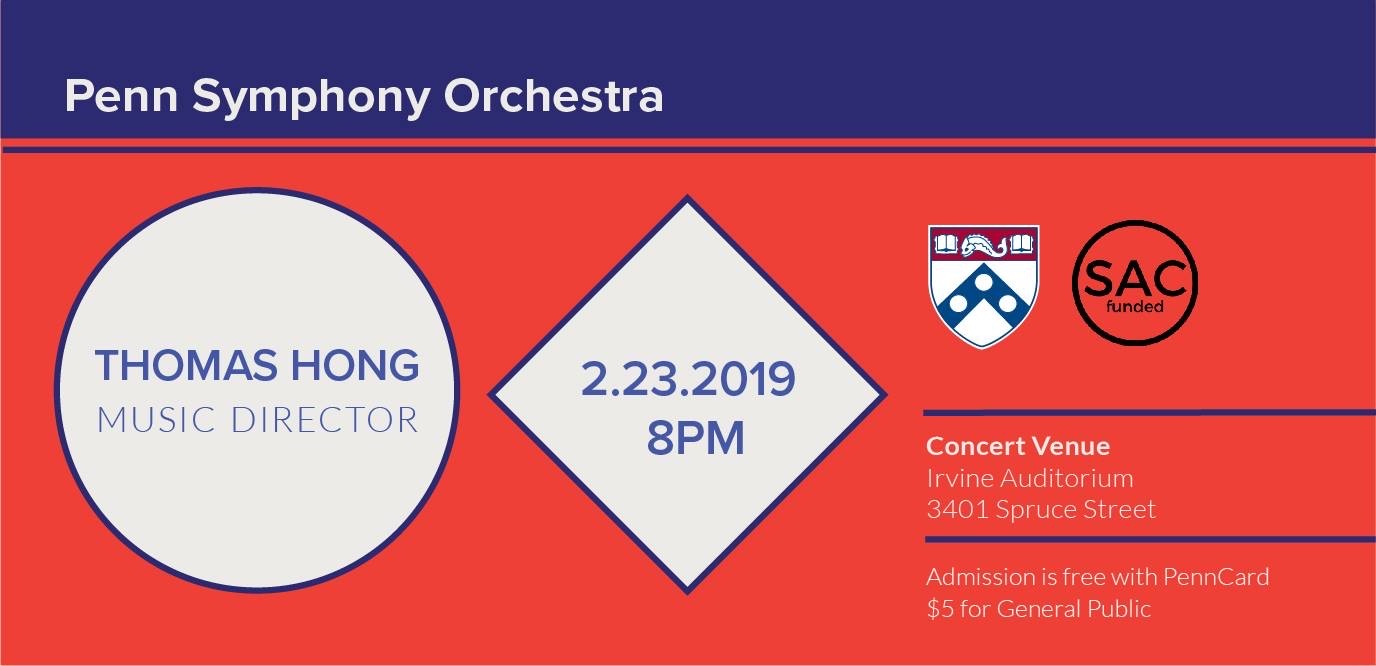 Penn Symphony Orchestra
THOMAS HONG
MUSIC DIRECTOR
2.23.2019
8PM
SAC
funded
Concert Venue
Irvine Auditorium
3401 Spruce Street
Admission is free with PennCard
$5 for General Public